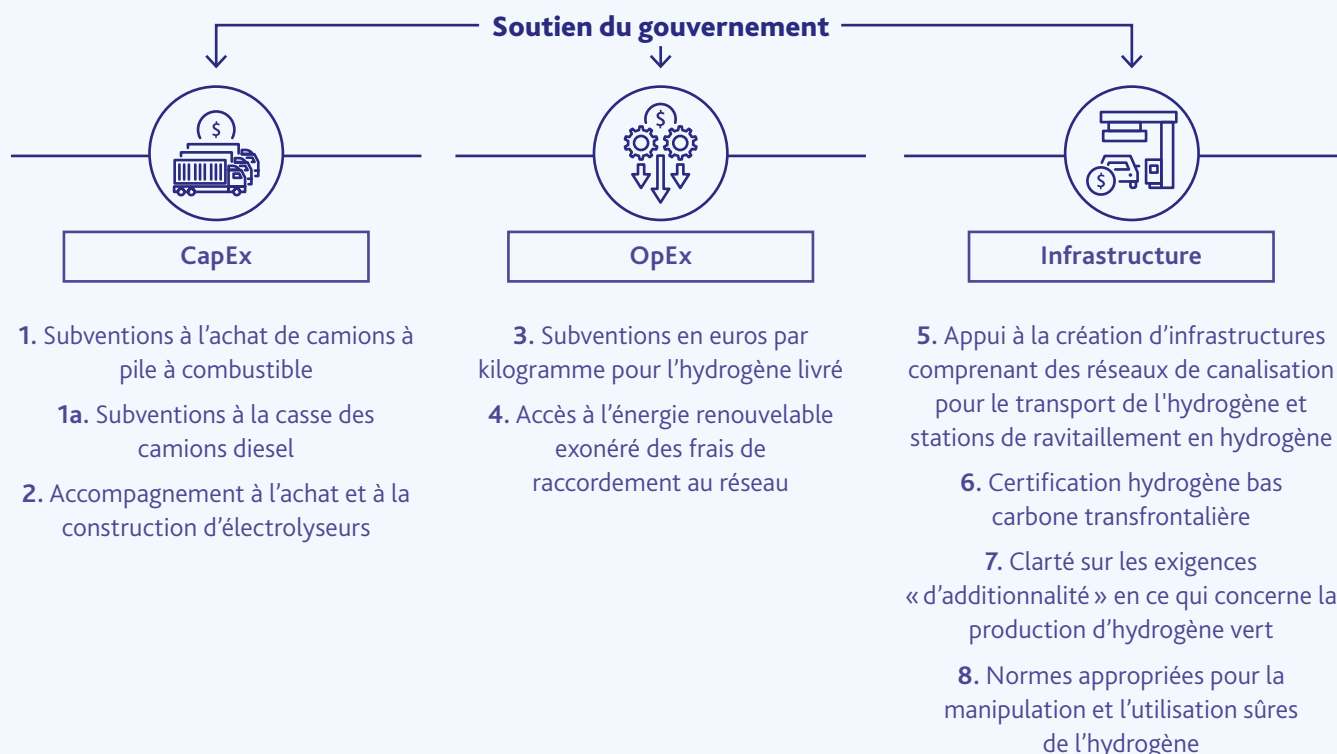 Soutien du gouvernement
$
$
$
CapEx
1. Subventions à l’achat de camions à
pile à combustible
1a. Subventions à la casse des
camions diesel
2. Accompagnement à l’achat et à la
construction d’électrolyseurs
OpEx
3. Subventions en euros par
kilogramme pour l’hydrogène livré
4. Accès à l’énergie renouvelable
exonéré des frais de
raccordement au réseau
Infrastructure
5. Appui à la création d’infrastructures
comprenant des réseaux de canalisation
pour le transport de l'hydrogène et
stations de ravitaillement en hydrogène
6. Certification hydrogène bas
carbone transfrontalière
7. Clarté sur les exigences
« d’additionnalité » en ce qui concerne la
production d’hydrogène vert
8. Normes appropriées pour la
manipulation et l’utilisation sûres
de l’hydrogène